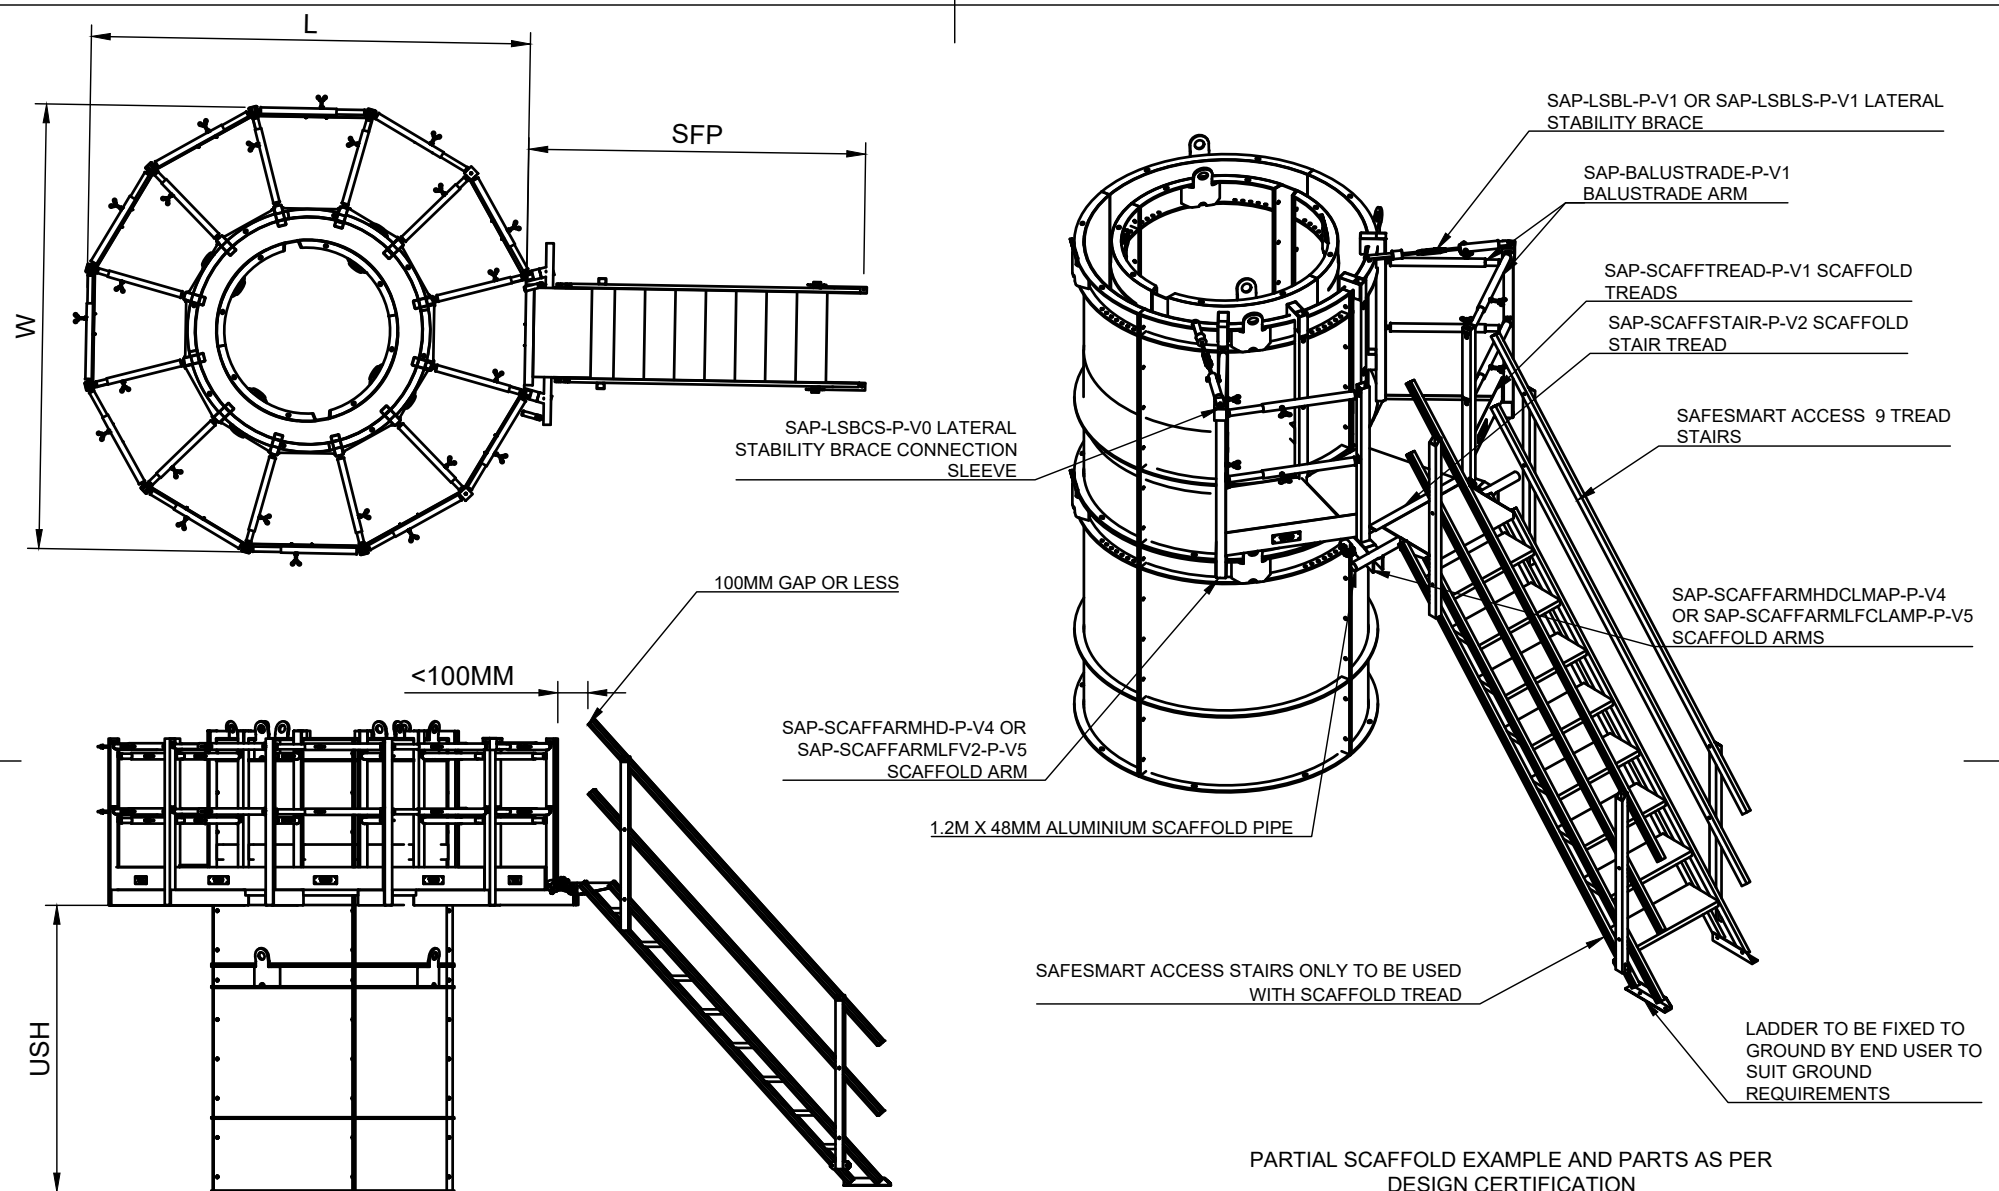 L
W
SFP
SAP-LSBL-P-V1 OR SAP-LSBLS-P-V1 LATERAL
STABILITY BRACE
SAP-BALUSTRADE-P-V1
BALUSTRADE ARM
SAP-SCAFFTREAD-P-V1 SCAFFOLD
TREADS
SAP-SCAFFSTAIR-P-V2 SCAFFOLD
STAIR TREAD
SAFESMART ACCESS 9 TREAD
STAIRS
SAP-LSBCS-P-V0 LATERAL
STABILITY BRACE CONNECTION
SLEEVE
100MM GAP OR LESS
<100MM
SAP-SCAFFARMHDCLMAP-P-V4
OR SAP-SCAFFARMLFCLAMP-P-V5
SCAFFOLD ARMS
SAP-SCAFFARMHD-P-V4 OR
SAP-SCAFFARMLFV2-P-V5
SCAFFOLD ARM
1.2M X 48MM ALUMINIUM SCAFFOLD PIPE
USH
SAFESMART ACCESS STAIRS ONLY TO BE USED
WITH SCAFFOLD TREAD
LADDER TO BE FIXED TO
GROUND BY END USER TO
SUIT GROUND
REQUIREMENTS
PARTIAL SCAFFOLD EXAMPLE AND PARTS AS PER
DESIGN CERTIFICATION